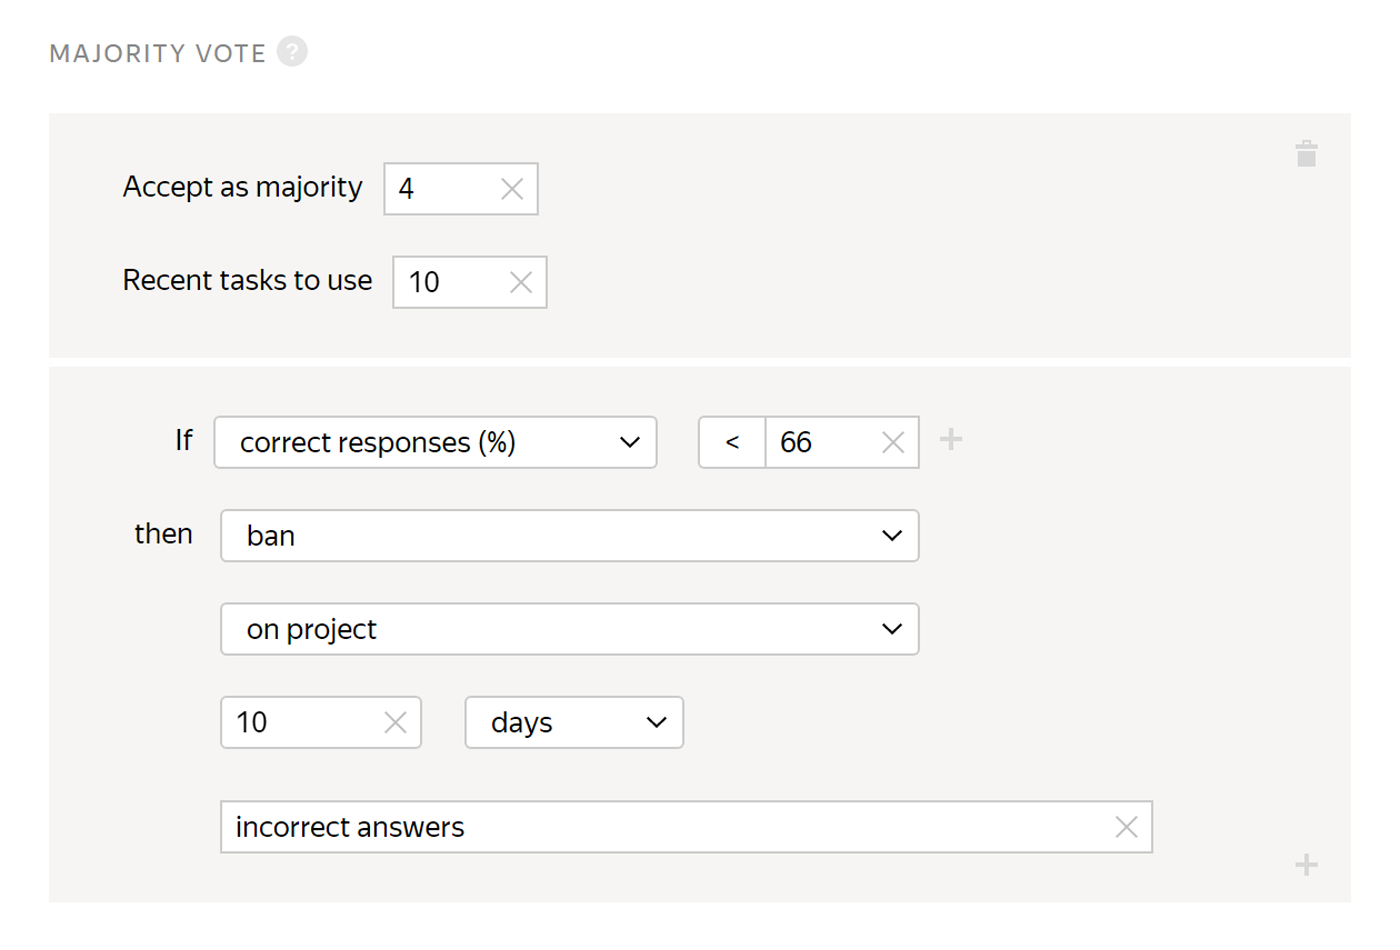 MAJORITY VOTE ?
Accept as majority 4
Recent tasks to use 10
If correct responses (%) < 66
then ban
on project
10 days
incorrect answers